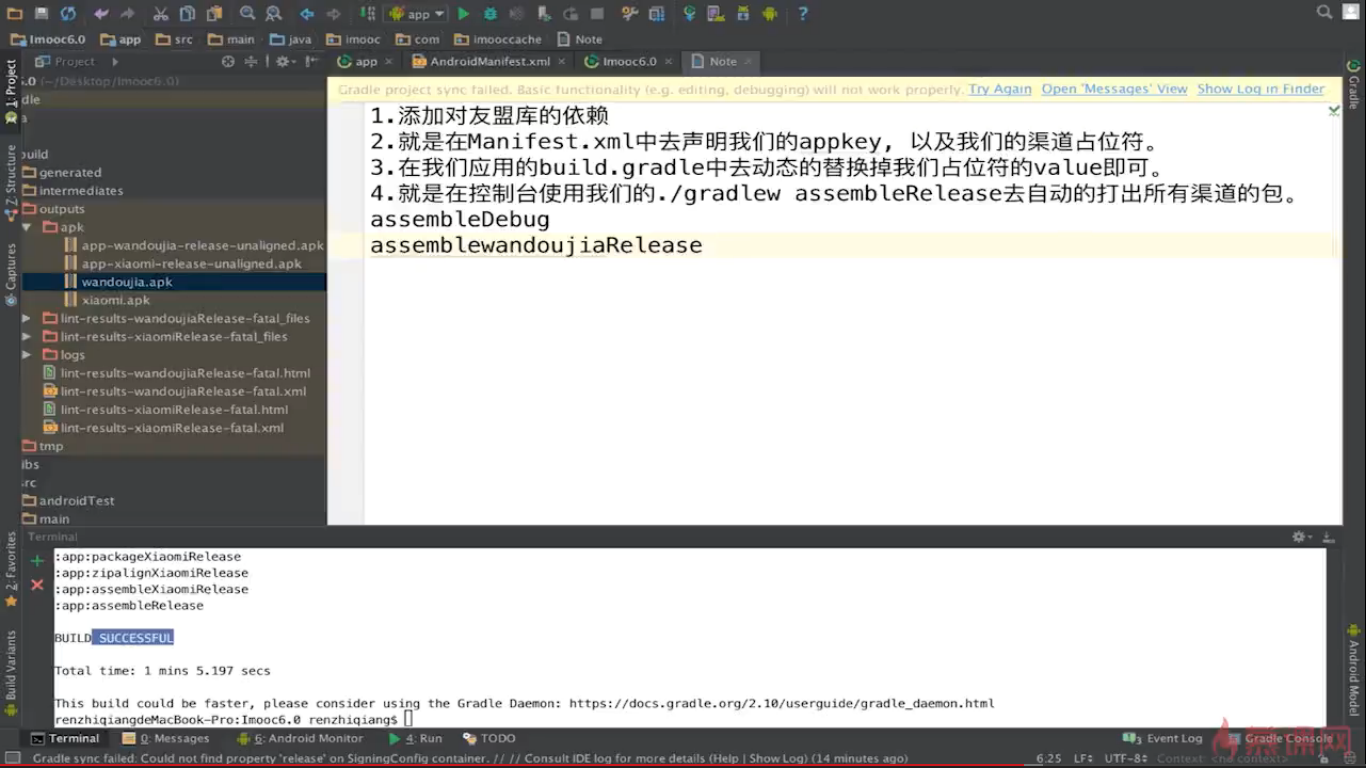 app
?
Imooc6.0
app
src
main
java
imooc
com
imooccache
Note
Project
app
AndroidManifest.xml
Imooc6.0
Note
.0 (~/Desktop/Imooc6.0)
Gradle project sync failed. Basic functionality (e.g. editing, debugging) will not work properly. Try Again Open 'Messages' View Show Log in Finder
1.添加对友盟库的依赖
2.就是在Manifest.xml中去声明我们的appkey, 以及我们的渠道占位符。
3.在我们应用的build.gradle中去动态的替换掉我们占位符的value即可。
4.就是在控制台使用我们的./gradlew assembleRelease去自动的打出所有渠道的包。
assembleDebug
assemblewandoujiaRelease
dle
uild
generated
intermediates
outputs
apk
app-wandoujia-release-unaligned.apk
app-xiaomi-release-unaligned.apk
wandoujia.apk
xiaomi.apk
lint-results-wandoujiaRelease-fatal_files
lint-results-xiaomiRelease-fatal_files
logs
lint-results-wandoujiaRelease-fatal.html
lint-results-wandoujiaRelease-fatal.xml
lint-results-xiaomiRelease-fatal.html
lint-results-xiaomiRelease-fatal.xml
tmp
ibs
rc
androidTest
main
1: Project
Z: Structure
Captures
2: Favorites
Build Variants
Gradle
Android Model
Terminal
:app:packageXiaomiRelease
:app:zipalignXiaomiRelease
:app:assembleXiaomiRelease
:app:assembleRelease
BUILD SUCCESSFUL
Total time: 1 mins 5.197 secs
This build could be faster, please consider using the Gradle Daemon: https://docs.gradle.org/2.10/userguide/gradle_daemon.html
renzhiqiangdeMacBook-Pro:Imooc6.0 renzhiqiang$
Terminal
0: Messages
6: Android Monitor
4: Run
TODO
Event Log
Gradle Console
慕课网
Gradle sync failed: Could not find property 'release' on SigningConfig container. // // Consult IDE log for more details (Help | Show Log) (14 minutes ago)
6:25 LF UTF-8 Context: <no context>